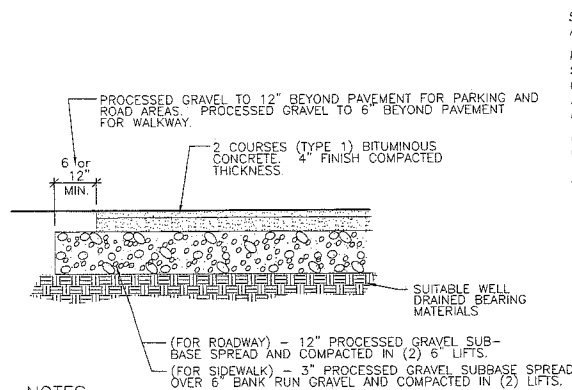 PROCESSED GRAVEL TO 12" BEYOND PAVEMENT FOR PARKING AND
ROAD AREAS. PROCESSED GRAVEL TO 6" BEYOND PAVEMENT
FOR WALKWAY.
2 COURSES (TYPE 1) BITUMINOUS
CONCRETE. 4" FINISH COMPACTED
THICKNESS.
6 or
12"
MIN.
SUITABLE WELL
DRAINED BEARING
MATERIALS
(FOR ROADWAY) - 12" PROCESSED GRAVEL SUB-
BASE SPREAD AND COMPACTED IN (2) 6" LIFTS.
(FOR SIDEWALK) - 3" PROCESSED GRAVEL SUBBASE SPREAD
OVER 6" BANK RUN GRAVEL AND COMPACTED IN (2) LIFTS.
NOTES